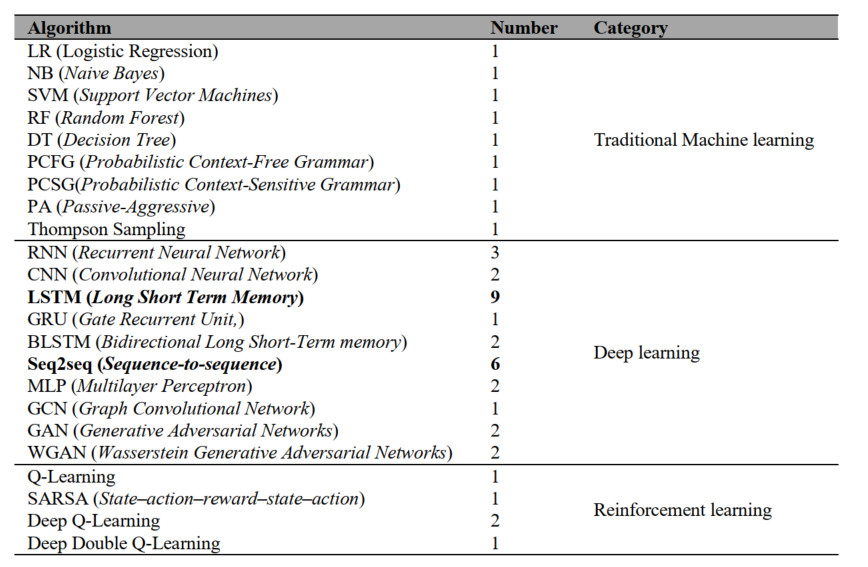 Algorithm Number Category
LR (Logistic Regression) 1
NB (Naive Bayes) 1
SVM (Support Vector Machines) 1
RF (Random Forest) 1
DT (Decision Tree) 1 Traditional Machine learning
PCFG (Probabilistic Context-Free Grammar) 1
PCSG(Probabilistic Context-Sensitive Grammar) 1
PA (Passive-Aggressive) 1
Thompson Sampling 1
RNN (Recurrent Neural Network) 3
CNN (Convolutional Neural Network) 2
LSTM (Long Short Term Memory) 9
GRU (Gate Recurrent Unit,) 1
BLSTM (Bidirectional Long Short-Term memory) 2
Deep learning
Seq2seq (Sequence-to-sequence) 6
MLP (Multilayer Perceptron) 2
GCN (Graph Convolutional Network) 1
GAN (Generative Adversarial Networks) 2
WGAN (Wasserstein Generative Adversarial Networks) 2
Q-Learning 1
SARSA (State–action–reward–state–action) 1
Reinforcement learning
Deep Q-Learning 2
Deep Double Q-Learning 1